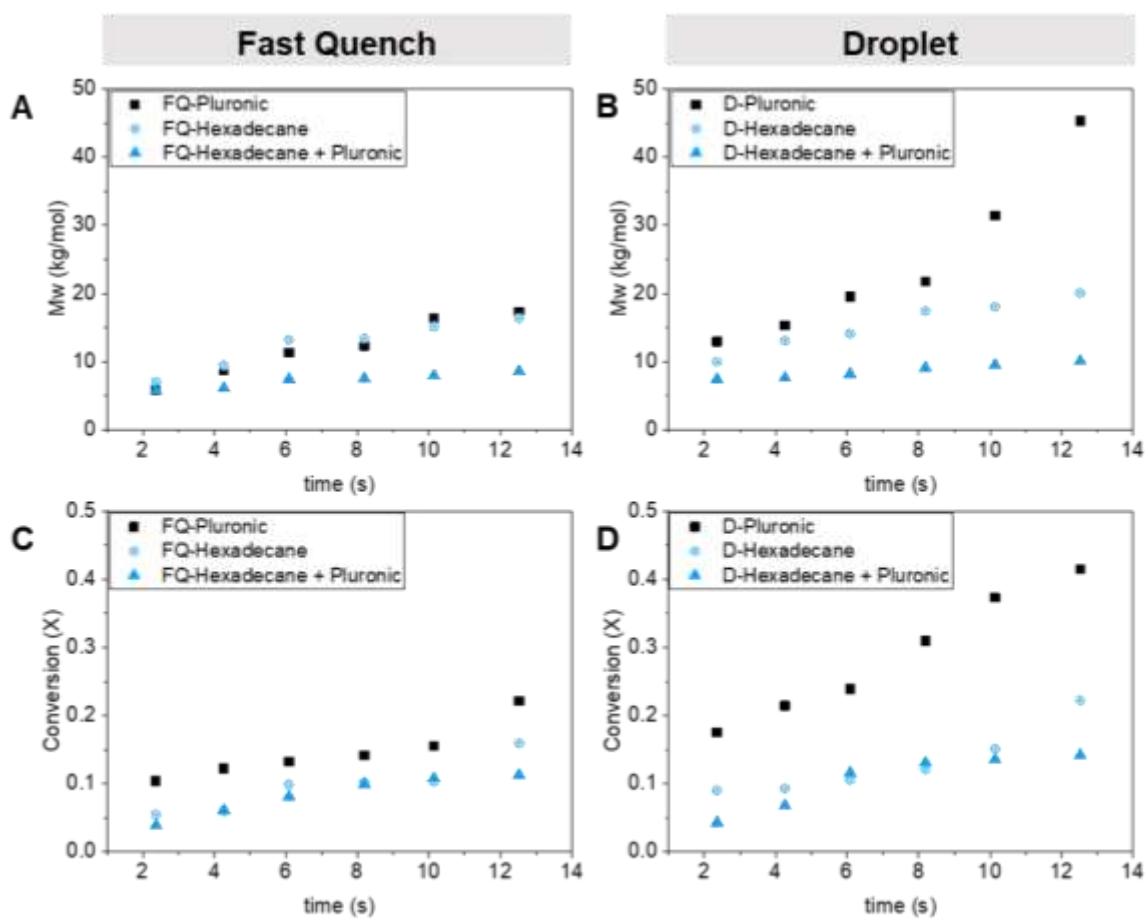 Fast Quench
Droplet
A
50
40
30
20
10
0
Mw (kg/mol)
FQ-Pluronic
FQ-Hexadecane
FQ-Hexadecane + Pluronic
2 4 6 8 10 12 14
time (s)
B
50
40
30
20
10
0
Mw (kg/mol)
D-Pluronic
D-Hexadecane
D-Hexadecane + Pluronic
2 4 6 8 10 12 14
time (s)
C
0.5
0.4
0.3
0.2
0.1
0.0
Conversion (X)
FQ-Pluronic
FQ-Hexadecane
FQ-Hexadecane + Pluronic
2 4 6 8 10 12 14
time (s)
D
0.5
0.4
0.3
0.2
0.1
0.0
Conversion (X)
D-Pluronic
D-Hexadecane
D-Hexadecane + Pluronic
2 4 6 8 10 12 14
time (s)